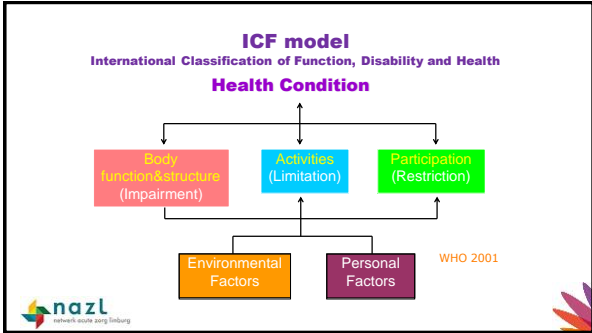 ICF model
International Classification of Function, Disability and Health
Health Condition
Body
function&structure
(Impairment)
Activities
(Limitation)
Participation
(Restriction)
Environmental
Factors
Personal
Factors
WHO 2001
nazl
netwerk acute zorg limburg